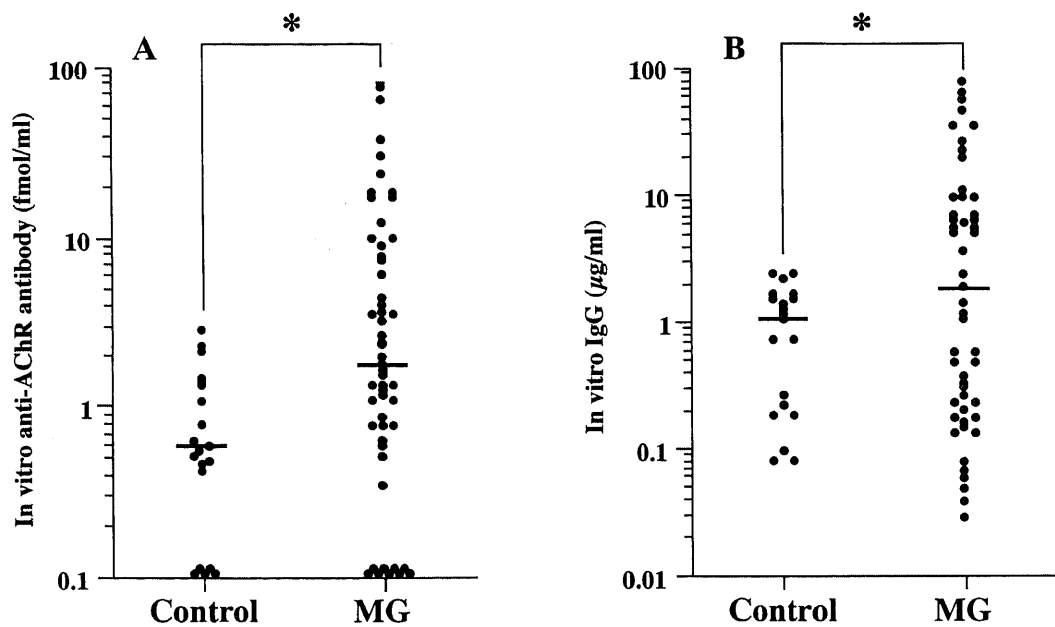 A
*
In vitro anti-AChR antibody (fmol/ml)
100
10
1
0.1
Control
MG
B
*
In vitro IgG (µg/ml)
100
10
1
0.1
0.01
Control
MG